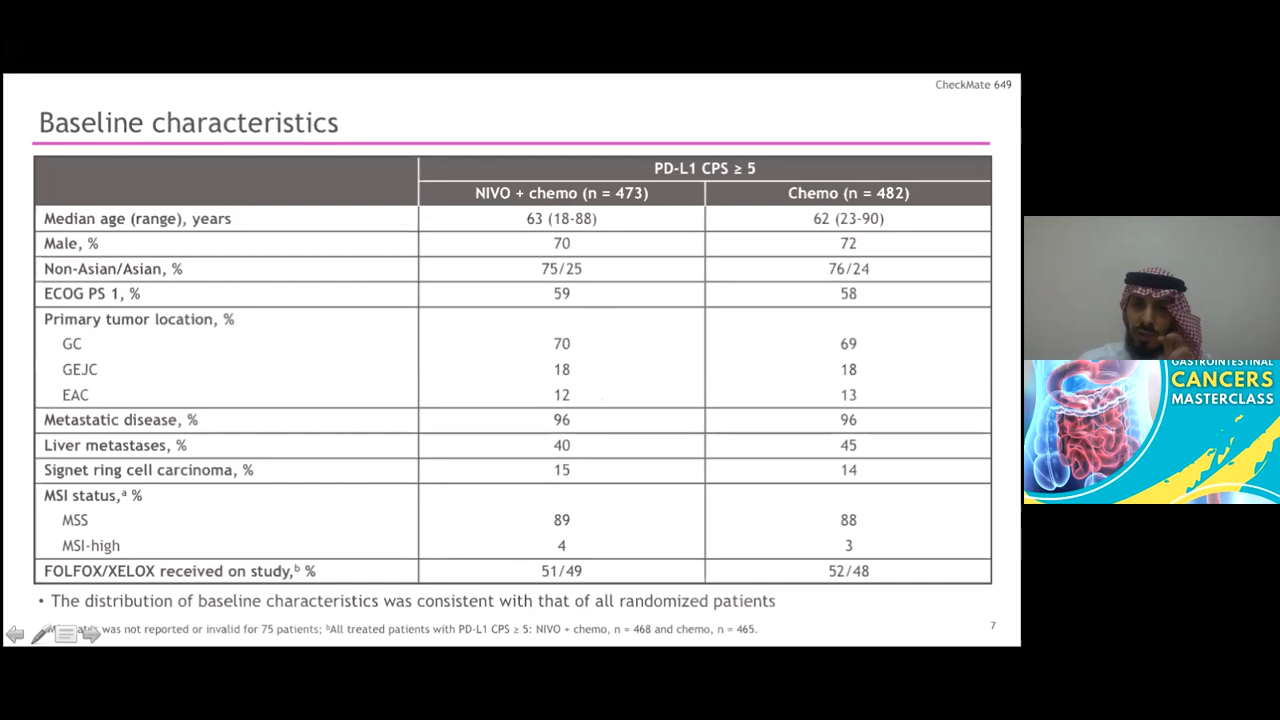 CheckMate 649
Baseline characteristics
PD-L1 CPS ≥ 5
NIVO + chemo (n = 473) Chemo (n = 482)
Median age (range), years 63 (18-88) 62 (23-90)
Male, % 70 72
Non-Asian/Asian, % 75/25 76/24
ECOG PS 1, % 59 58
Primary tumor location, %
GC 70 69
GEJC 18 18
EAC 12 13
Metastatic disease, % 96 96
Liver metastases, % 40 45
Signet ring cell carcinoma, % 15 14
MSI status,ᵃ %
MSS 89 88
MSI-high 4 3
FOLFOX/XELOX received on study,ᵇ % 51/49 52/48
• The distribution of baseline characteristics was consistent with that of all randomized patients
was not reported or invalid for 75 patients; ᵇAll treated patients with PD-L1 CPS ≥ 5: NIVO + chemo, n = 468 and chemo, n = 465.
7
GASTROINTESTINAL
CANCERS
MASTERCLASS